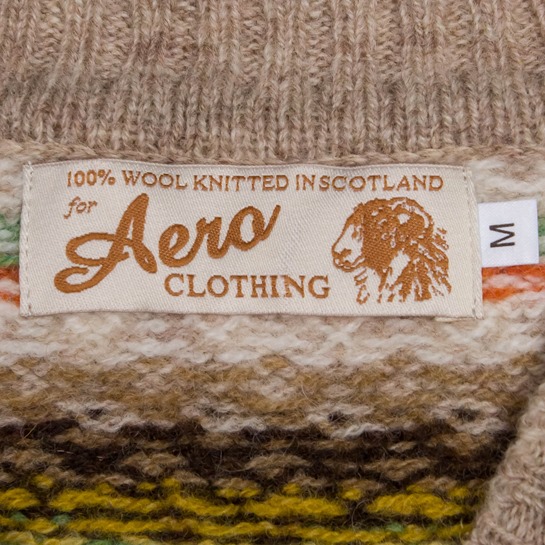 100% WOOL KNITTED IN SCOTLAND
for Aero
CLOTHING
M